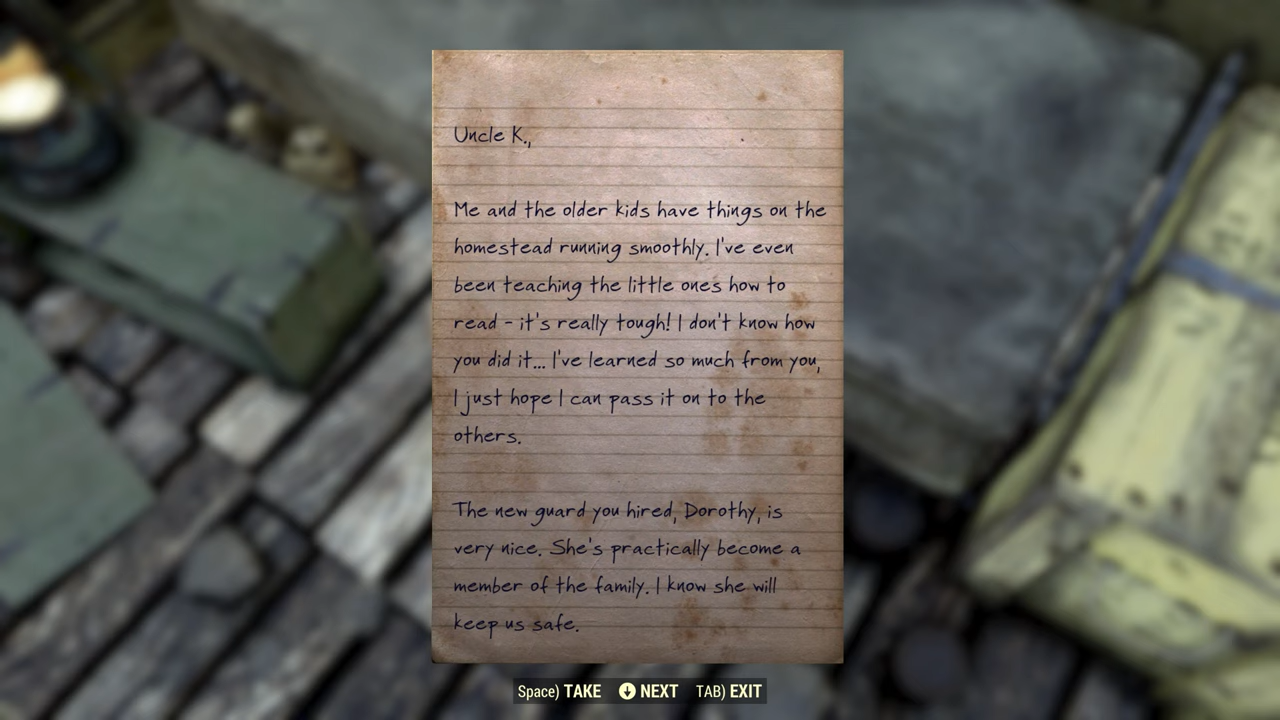 Uncle K.,
Me and the older kids have things on the
homestead running smoothly. I've even
been teaching the little ones how to
read - it's really tough! I don't know how
you did it... I've learned so much from you,
I just hope I can pass it on to the
others.
The new guard you hired, Dorothy, is
very nice. She's practically become a
member of the family. I know she will
keep us safe.
Space) TAKE NEXT TAB) EXIT